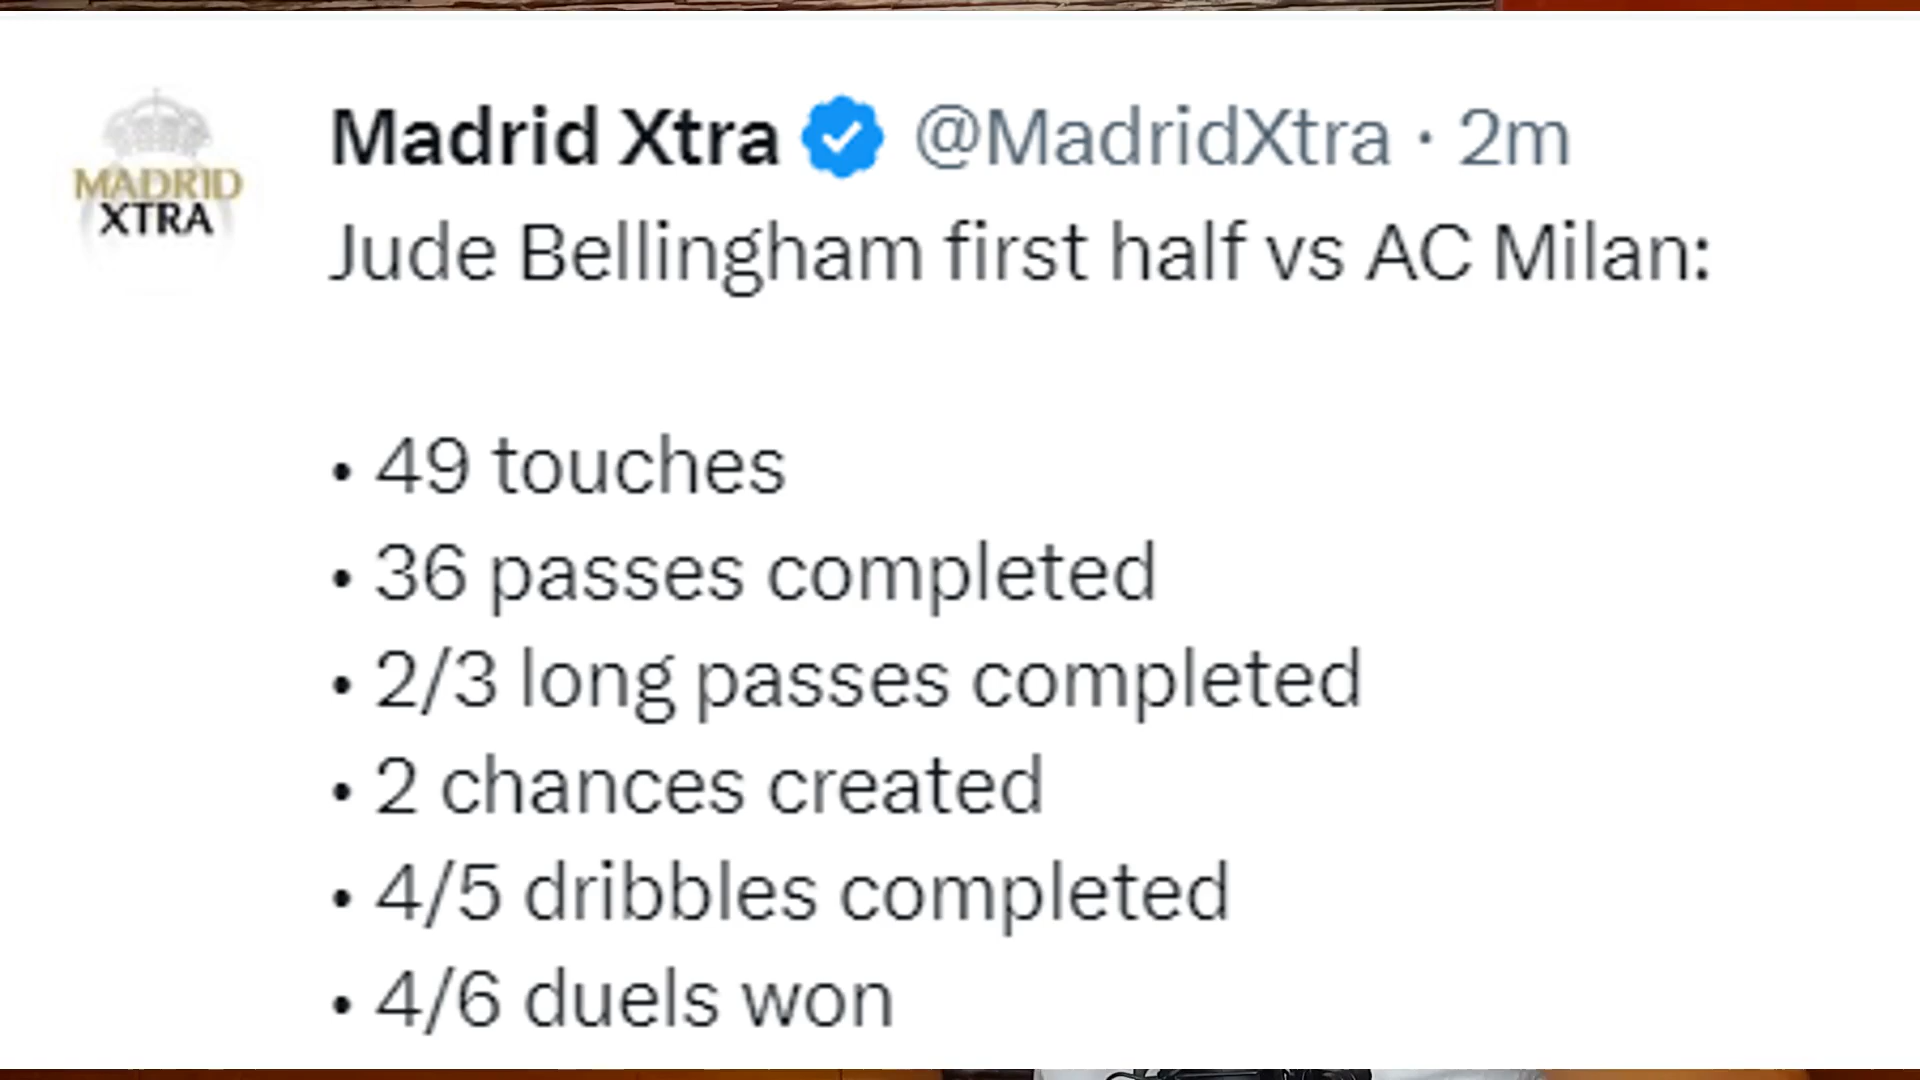 MADRID
XTRA
Madrid Xtra @MadridXtra · 2m
Jude Bellingham first half vs AC Milan:
• 49 touches
• 36 passes completed
• 2/3 long passes completed
• 2 chances created
• 4/5 dribbles completed
• 4/6 duels won